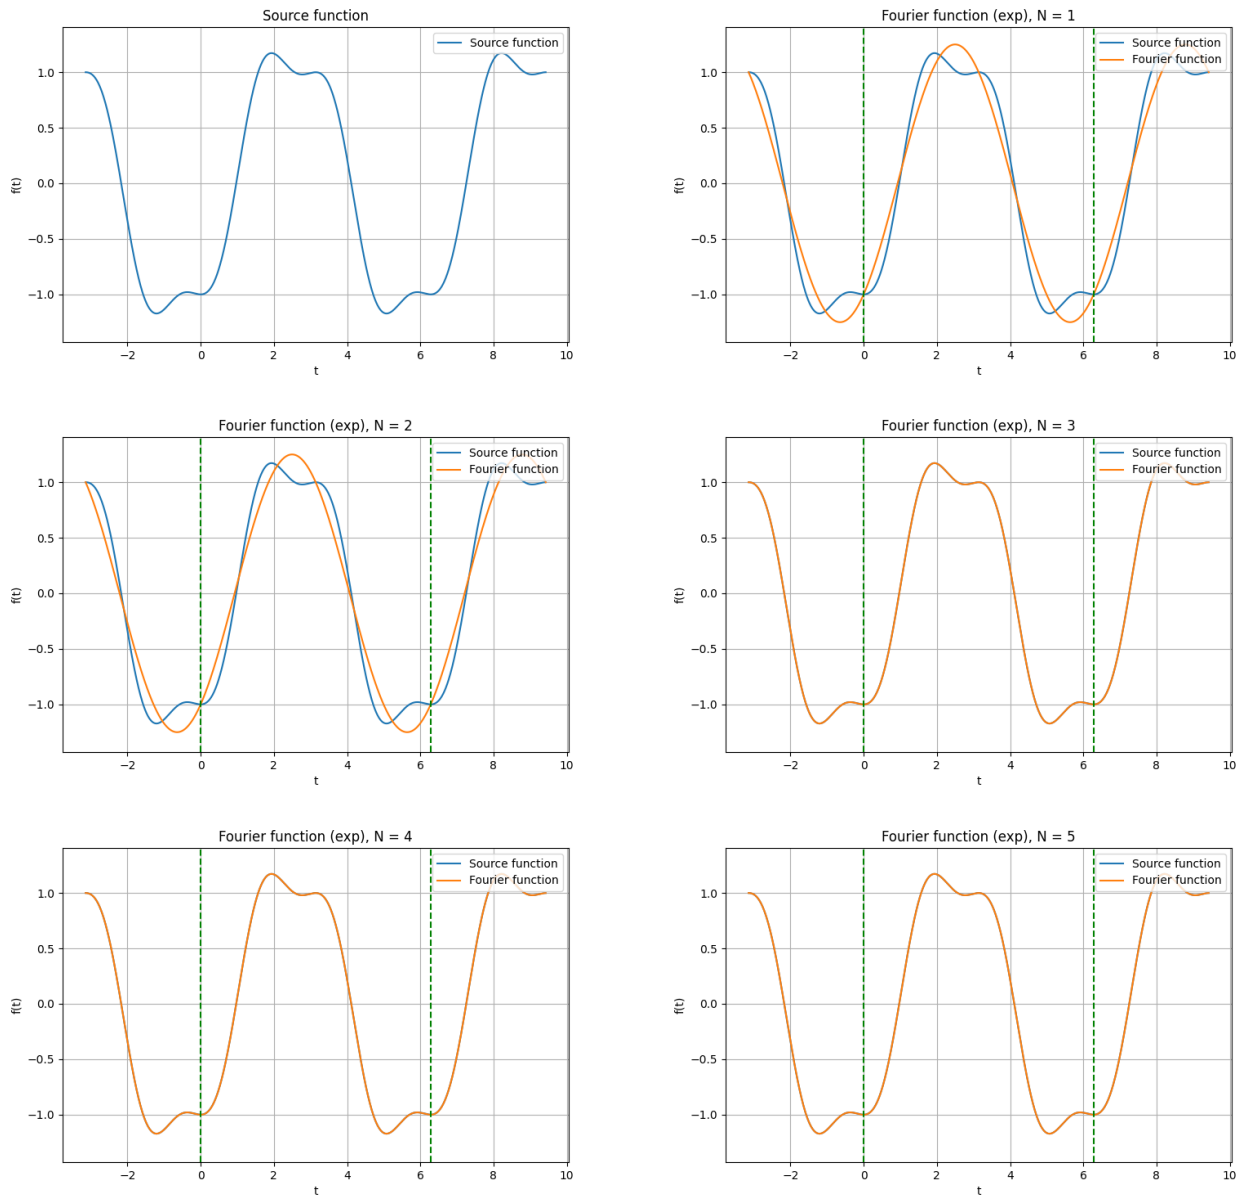 Source function
Source function
f(t)
1.0
0.5
0.0
−0.5
−1.0
−2
0
2
4
6
8
10
t
Fourier function (exp), N = 1
Source function
Fourier function
f(t)
1.0
0.5
0.0
−0.5
−1.0
−2
0
2
4
6
8
10
t
Fourier function (exp), N = 2
Source function
Fourier function
f(t)
1.0
0.5
0.0
−0.5
−1.0
−2
0
2
4
6
8
10
t
Fourier function (exp), N = 3
Source function
Fourier function
f(t)
1.0
0.5
0.0
−0.5
−1.0
−2
0
2
4
6
8
10
t
Fourier function (exp), N = 4
Source function
Fourier function
f(t)
1.0
0.5
0.0
−0.5
−1.0
−2
0
2
4
6
8
10
t
Fourier function (exp), N = 5
Source function
Fourier function
f(t)
1.0
0.5
0.0
−0.5
−1.0
−2
0
2
4
6
8
10
t